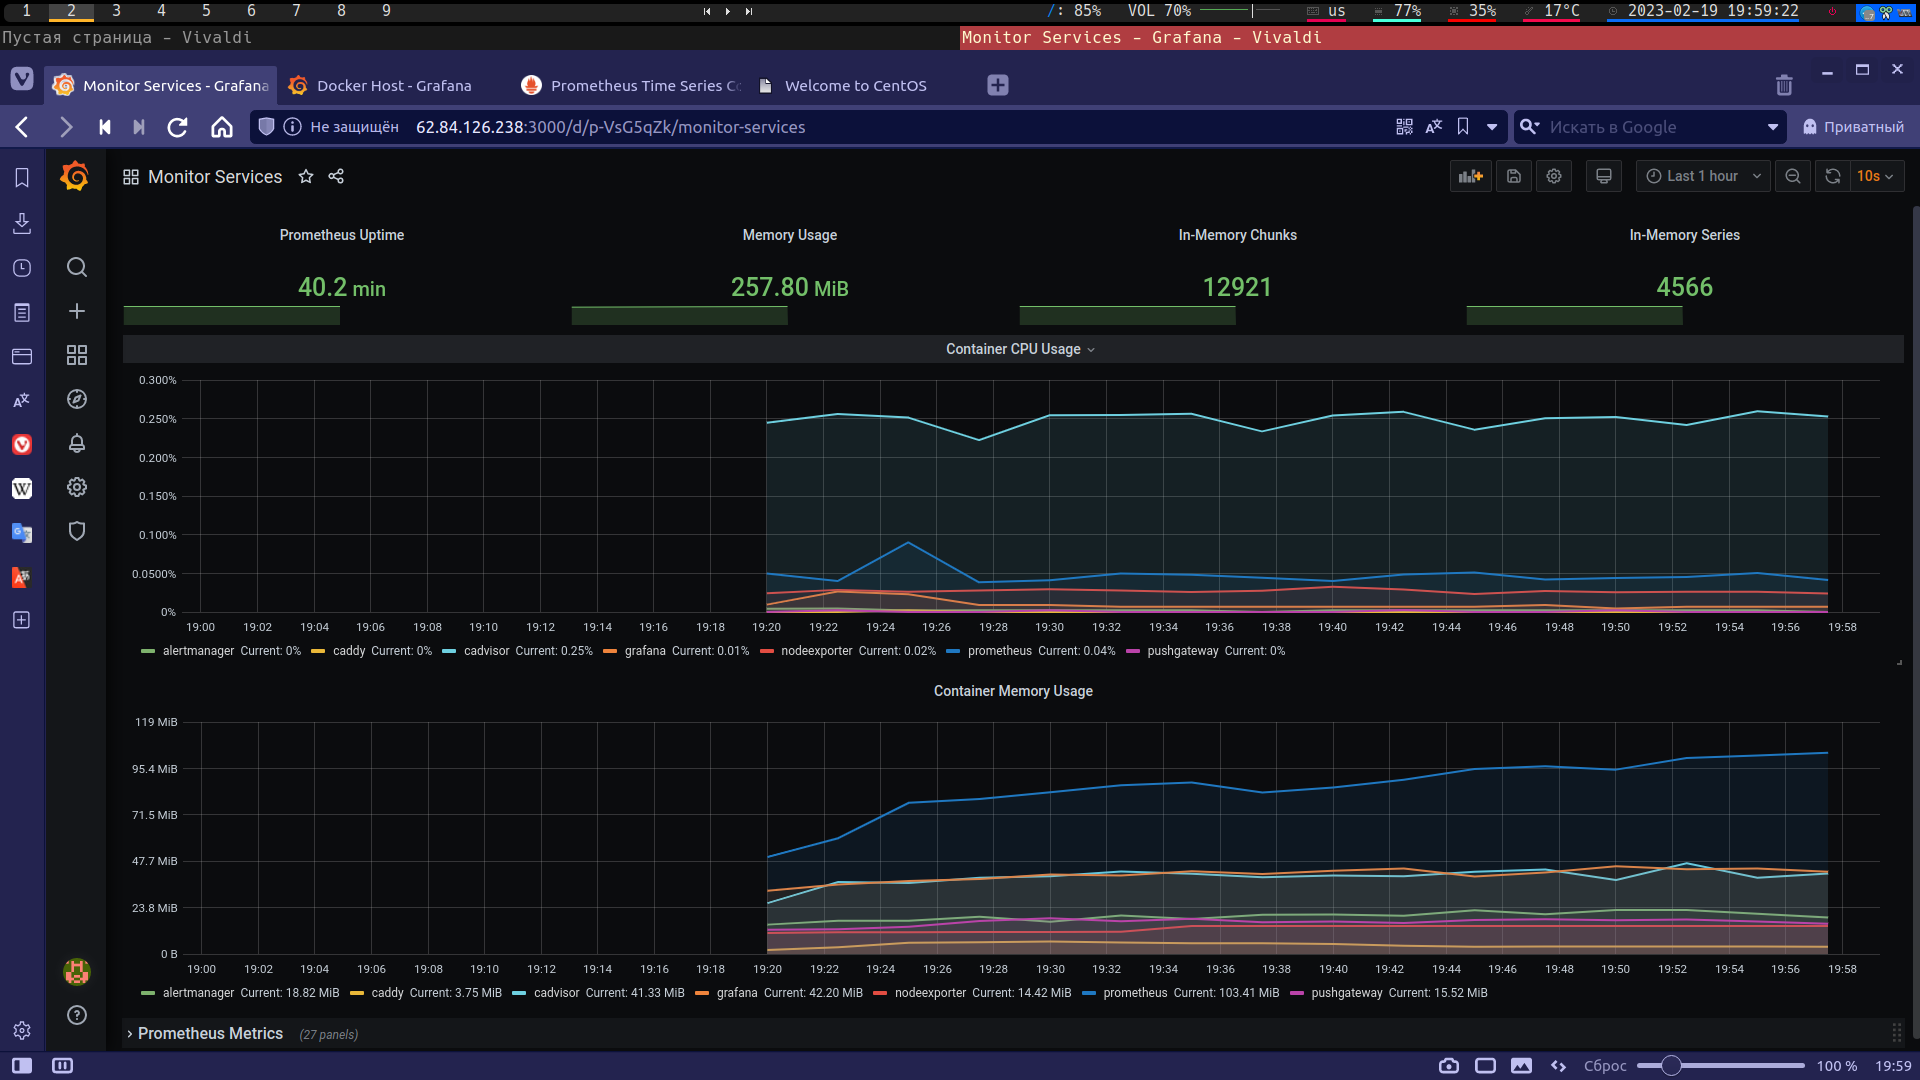 1 2 3 4 5 6 7 8 9 /: 85% VOL 70% us 77% 35% 17°C 2023-02-19 19:59:22
Пустая страница - Vivaldi Monitor Services - Grafana - Vivaldi
Monitor Services - Grafana Docker Host - Grafana Prometheus Time Series Co Welcome to CentOS
Не защищён 62.84.126.238:3000/d/p-VsG5qZk/monitor-services Искать в Google Приватный
Monitor Services Last 1 hour 10s
Prometheus Uptime Memory Usage In-Memory Chunks In-Memory Series
40.2 min 257.80 MiB 12921 4566
Container CPU Usage
0.300%
0.250%
0.200%
0.150%
0.100%
0.0500%
0%
19:00 19:02 19:04 19:06 19:08 19:10 19:12 19:14 19:16 19:18 19:20 19:22 19:24 19:26 19:28 19:30 19:32 19:34 19:36 19:38 19:40 19:42 19:44 19:46 19:48 19:50 19:52 19:54 19:56 19:58
alertmanager Current: 0% caddy Current: 0% cadvisor Current: 0.25% grafana Current: 0.01% nodeexporter Current: 0.02% prometheus Current: 0.04% pushgateway Current: 0%
Container Memory Usage
119 MiB
95.4 MiB
71.5 MiB
47.7 MiB
23.8 MiB
0 B
19:00 19:02 19:04 19:06 19:08 19:10 19:12 19:14 19:16 19:18 19:20 19:22 19:24 19:26 19:28 19:30 19:32 19:34 19:36 19:38 19:40 19:42 19:44 19:46 19:48 19:50 19:52 19:54 19:56 19:58
alertmanager Current: 18.82 MiB caddy Current: 3.75 MiB cadvisor Current: 41.33 MiB grafana Current: 42.20 MiB nodeexporter Current: 14.42 MiB prometheus Current: 103.41 MiB pushgateway Current: 15.52 MiB
Prometheus Metrics (27 panels)
Сброс 100 % 19:59